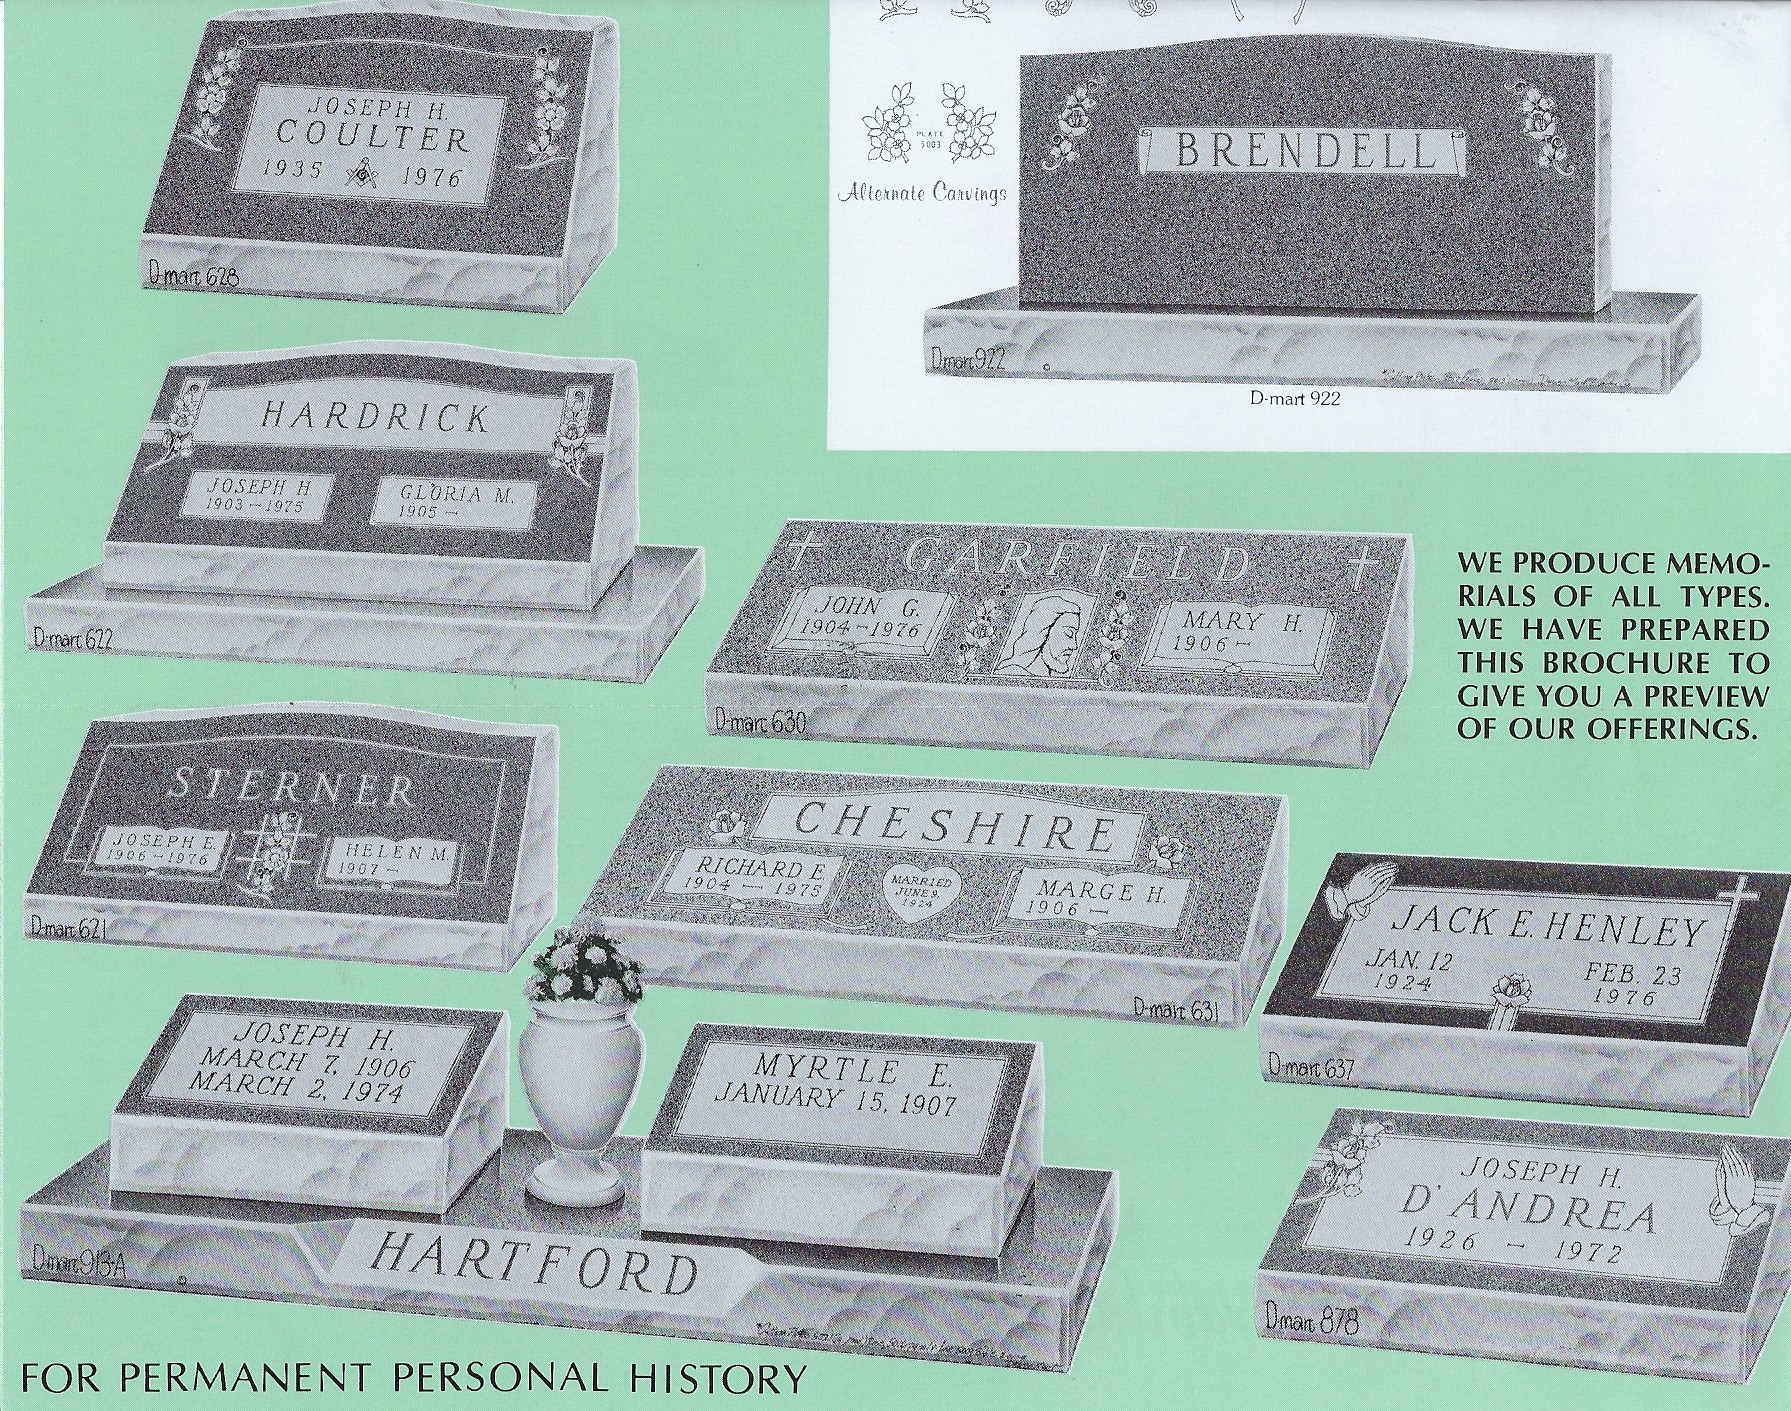 JOSEPH H.
COULTER
1935 1976
D-mart 628
PLATE
Alternate Carvings
BRENDELL
D-mart 922
D-mart 922
HARDRICK
JOSEPH H.
1903 - 1975
GLORIA M.
1905 -
D-mart 622
GARFIELD
JOHN G.
1904 - 1976
MARY H.
1906 -
D-mart 630
WE PRODUCE MEMO-
RIALS OF ALL TYPES.
WE HAVE PREPARED
THIS BROCHURE TO
GIVE YOU A PREVIEW
OF OUR OFFERINGS.
STERNER
JOSEPH E.
1906 - 1976
HELEN M.
1907 -
D-mart 621
CHESHIRE
RICHARD E.
1904 - 1975
MARRIED
JUNE 9,
1924
MARGE H.
1906 -
D-mart 631
JACK E. HENLEY
JAN. 12
1924
FEB. 23
1976
D-mart 637
JOSEPH H.
MARCH 7, 1906
MARCH 2, 1974
MYRTLE E.
JANUARY 15, 1907
HARTFORD
D-mart 913-A
©
JOSEPH H.
D'ANDREA
1926 - 1972
D-mart 878
FOR PERMANENT PERSONAL HISTORY